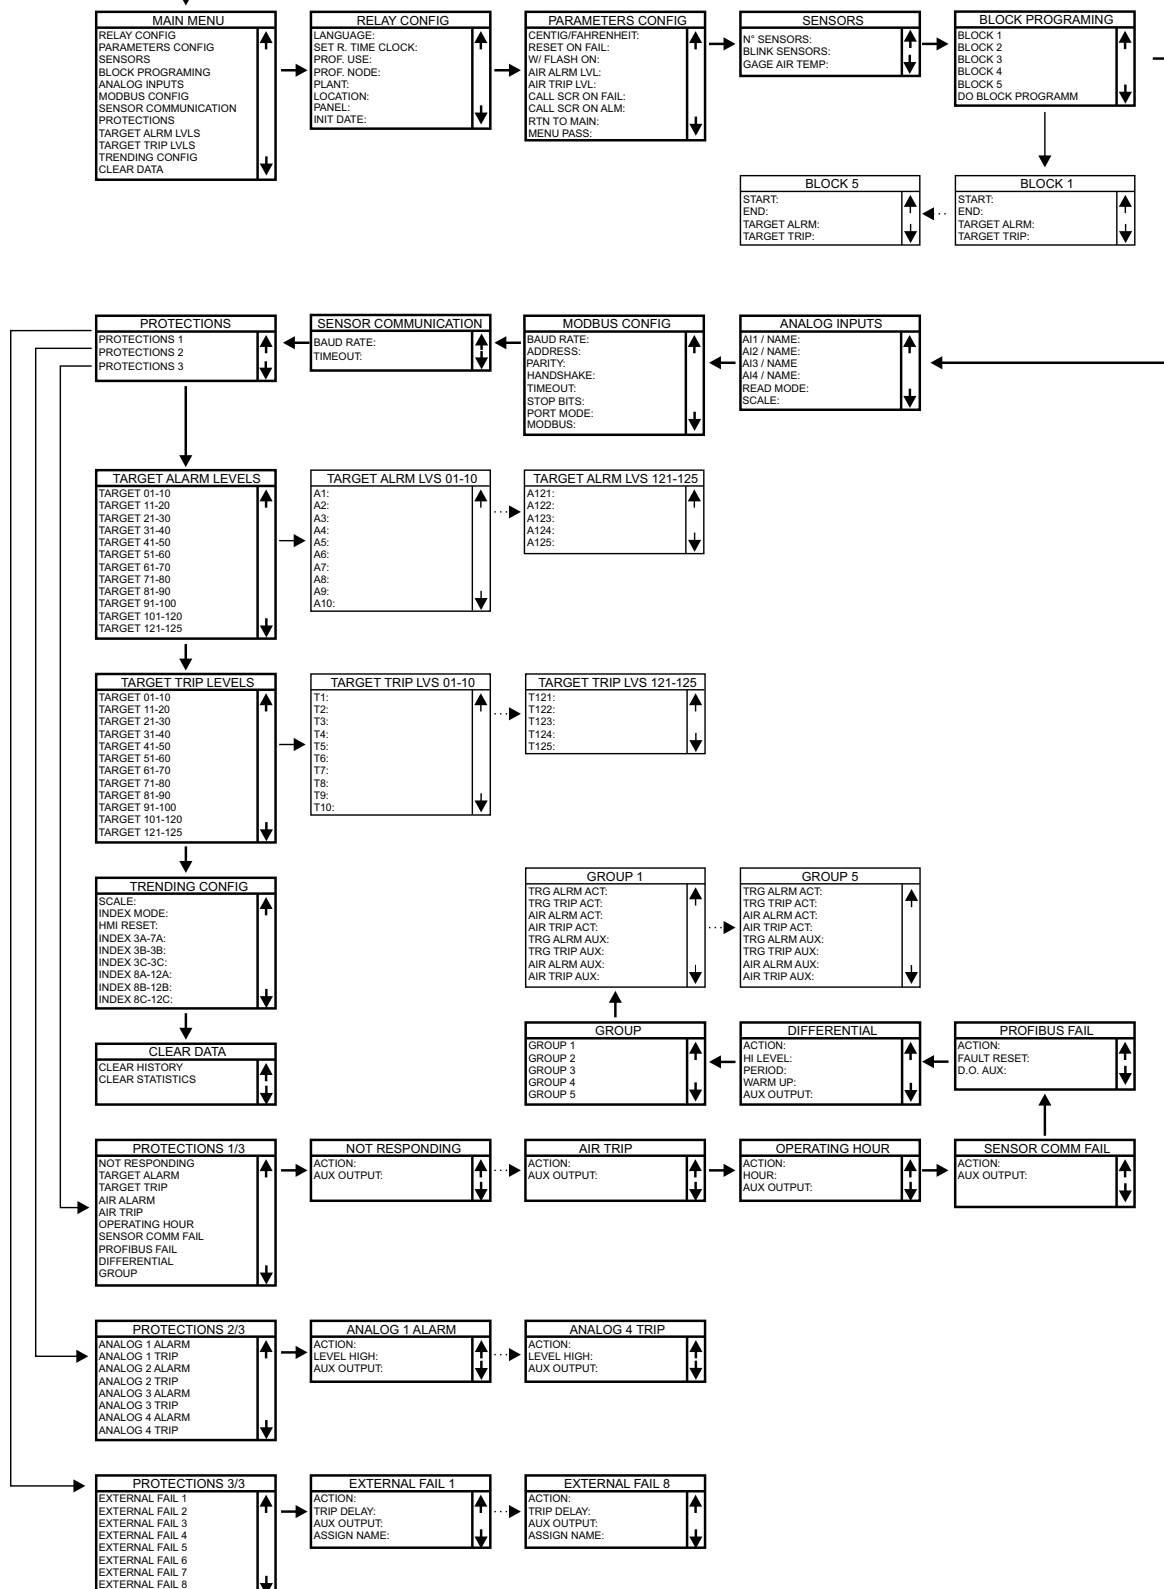 MAIN MENU
RELAY CONFIG
PARAMETERS CONFIG
SENSORS
BLOCK PROGRAMING
ANALOG INPUTS
MODBUS CONFIG
SENSOR COMMUNICATION
PROTECTIONS
TARGET ALRM LVLS
TARGET TRIP LVLS
TRENDING CONFIG
CLEAR DATA
RELAY CONFIG
LANGUAGE:
SET R. TIME CLOCK:
PROF. USE:
PROF. NODE:
PLANT:
LOCATION:
PANEL:
INIT DATE:
PARAMETERS CONFIG
CENTIG/FAHRENHEIT:
RESET ON FAIL:
W/ FLASH ON:
AIR ALRM LVL:
AIR TRIP LVL:
CALL SCR ON FAIL:
CALL SCR ON ALM:
RTN TO MAIN:
MENU PASS:
SENSORS
N° SENSORS:
BLINK SENSORS:
GAGE AIR TEMP:
BLOCK PROGRAMING
BLOCK 1
BLOCK 2
BLOCK 3
BLOCK 4
BLOCK 5
DO BLOCK PROGRAMM
BLOCK 5
START:
END:
TARGET ALRM:
TARGET TRIP:
BLOCK 1
START:
END:
TARGET ALRM:
TARGET TRIP:
PROTECTIONS
PROTECTIONS 1
PROTECTIONS 2
PROTECTIONS 3
SENSOR COMMUNICATION
BAUD RATE:
TIMEOUT:
MODBUS CONFIG
BAUD RATE:
ADDRESS:
PARITY:
HANDSHAKE:
TIMEOUT:
STOP BITS:
PORT MODE:
MODBUS:
ANALOG INPUTS
AI1 / NAME:
AI2 / NAME:
AI3 / NAME
AI4 / NAME:
READ MODE:
SCALE:
TARGET ALARM LEVELS
TARGET 01-10
TARGET 11-20
TARGET 21-30
TARGET 31-40
TARGET 41-50
TARGET 51-60
TARGET 61-70
TARGET 71-80
TARGET 81-90
TARGET 91-100
TARGET 101-120
TARGET 121-125
TARGET ALRM LVS 01-10
A1:
A2:
A3:
A4:
A5:
A6:
A7:
A8:
A9:
A10:
TARGET ALRM LVS 121-125
A121:
A122:
A123:
A124:
A125:
TARGET TRIP LEVELS
TARGET 01-10
TARGET 11-20
TARGET 21-30
TARGET 31-40
TARGET 41-50
TARGET 51-60
TARGET 61-70
TARGET 71-80
TARGET 81-90
TARGET 91-100
TARGET 101-120
TARGET 121-125
TARGET TRIP LVS 01-10
T1:
T2:
T3:
T4:
T5:
T6:
T7:
T8:
T9:
T10:
TARGET TRIP LVS 121-125
T121:
T122:
T123:
T124:
T125:
TRENDING CONFIG
SCALE:
INDEX MODE:
HMI RESET:
INDEX 3A-7A:
INDEX 3B-3B:
INDEX 3C-3C:
INDEX 8A-12A:
INDEX 8B-12B:
INDEX 8C-12C:
GROUP 1
TRG ALRM ACT:
TRG TRIP ACT:
AIR ALRM ACT:
AIR TRIP ACT:
TRG ALRM AUX:
TRG TRIP AUX:
AIR ALRM AUX:
AIR TRIP AUX:
GROUP 5
TRG ALRM ACT:
TRG TRIP ACT:
AIR ALRM ACT:
AIR TRIP ACT:
TRG ALRM AUX:
TRG TRIP AUX:
AIR ALRM AUX:
AIR TRIP AUX:
CLEAR DATA
CLEAR HISTORY
CLEAR STATISTICS
GROUP
GROUP 1
GROUP 2
GROUP 3
GROUP 4
GROUP 5
DIFFERENTIAL
ACTION:
HI LEVEL:
PERIOD:
WARM UP:
AUX OUTPUT:
PROFIBUS FAIL
ACTION:
FAULT RESET:
D.O. AUX:
PROTECTIONS 1/3
NOT RESPONDING
TARGET ALARM
TARGET TRIP
AIR ALARM
AIR TRIP
OPERATING HOUR
SENSOR COMM FAIL
PROFIBUS FAIL
DIFFERENTIAL
GROUP
NOT RESPONDING
ACTION:
AUX OUTPUT:
AIR TRIP
ACTION:
AUX OUTPUT:
OPERATING HOUR
ACTION:
HOUR:
AUX OUTPUT:
SENSOR COMM FAIL
ACTION:
AUX OUTPUT:
PROTECTIONS 2/3
ANALOG 1 ALARM
ANALOG 1 TRIP
ANALOG 2 ALARM
ANALOG 2 TRIP
ANALOG 3 ALARM
ANALOG 3 TRIP
ANALOG 4 ALARM
ANALOG 4 TRIP
ANALOG 1 ALARM
ACTION:
LEVEL HIGH:
AUX OUTPUT:
ANALOG 4 TRIP
ACTION:
LEVEL HIGH:
AUX OUTPUT:
PROTECTIONS 3/3
EXTERNAL FAIL 1
EXTERNAL FAIL 2
EXTERNAL FAIL 3
EXTERNAL FAIL 4
EXTERNAL FAIL 5
EXTERNAL FAIL 6
EXTERNAL FAIL 7
EXTERNAL FAIL 8
EXTERNAL FAIL 1
ACTION:
TRIP DELAY:
AUX OUTPUT:
ASSIGN NAME:
EXTERNAL FAIL 8
ACTION:
TRIP DELAY:
AUX OUTPUT:
ASSIGN NAME: